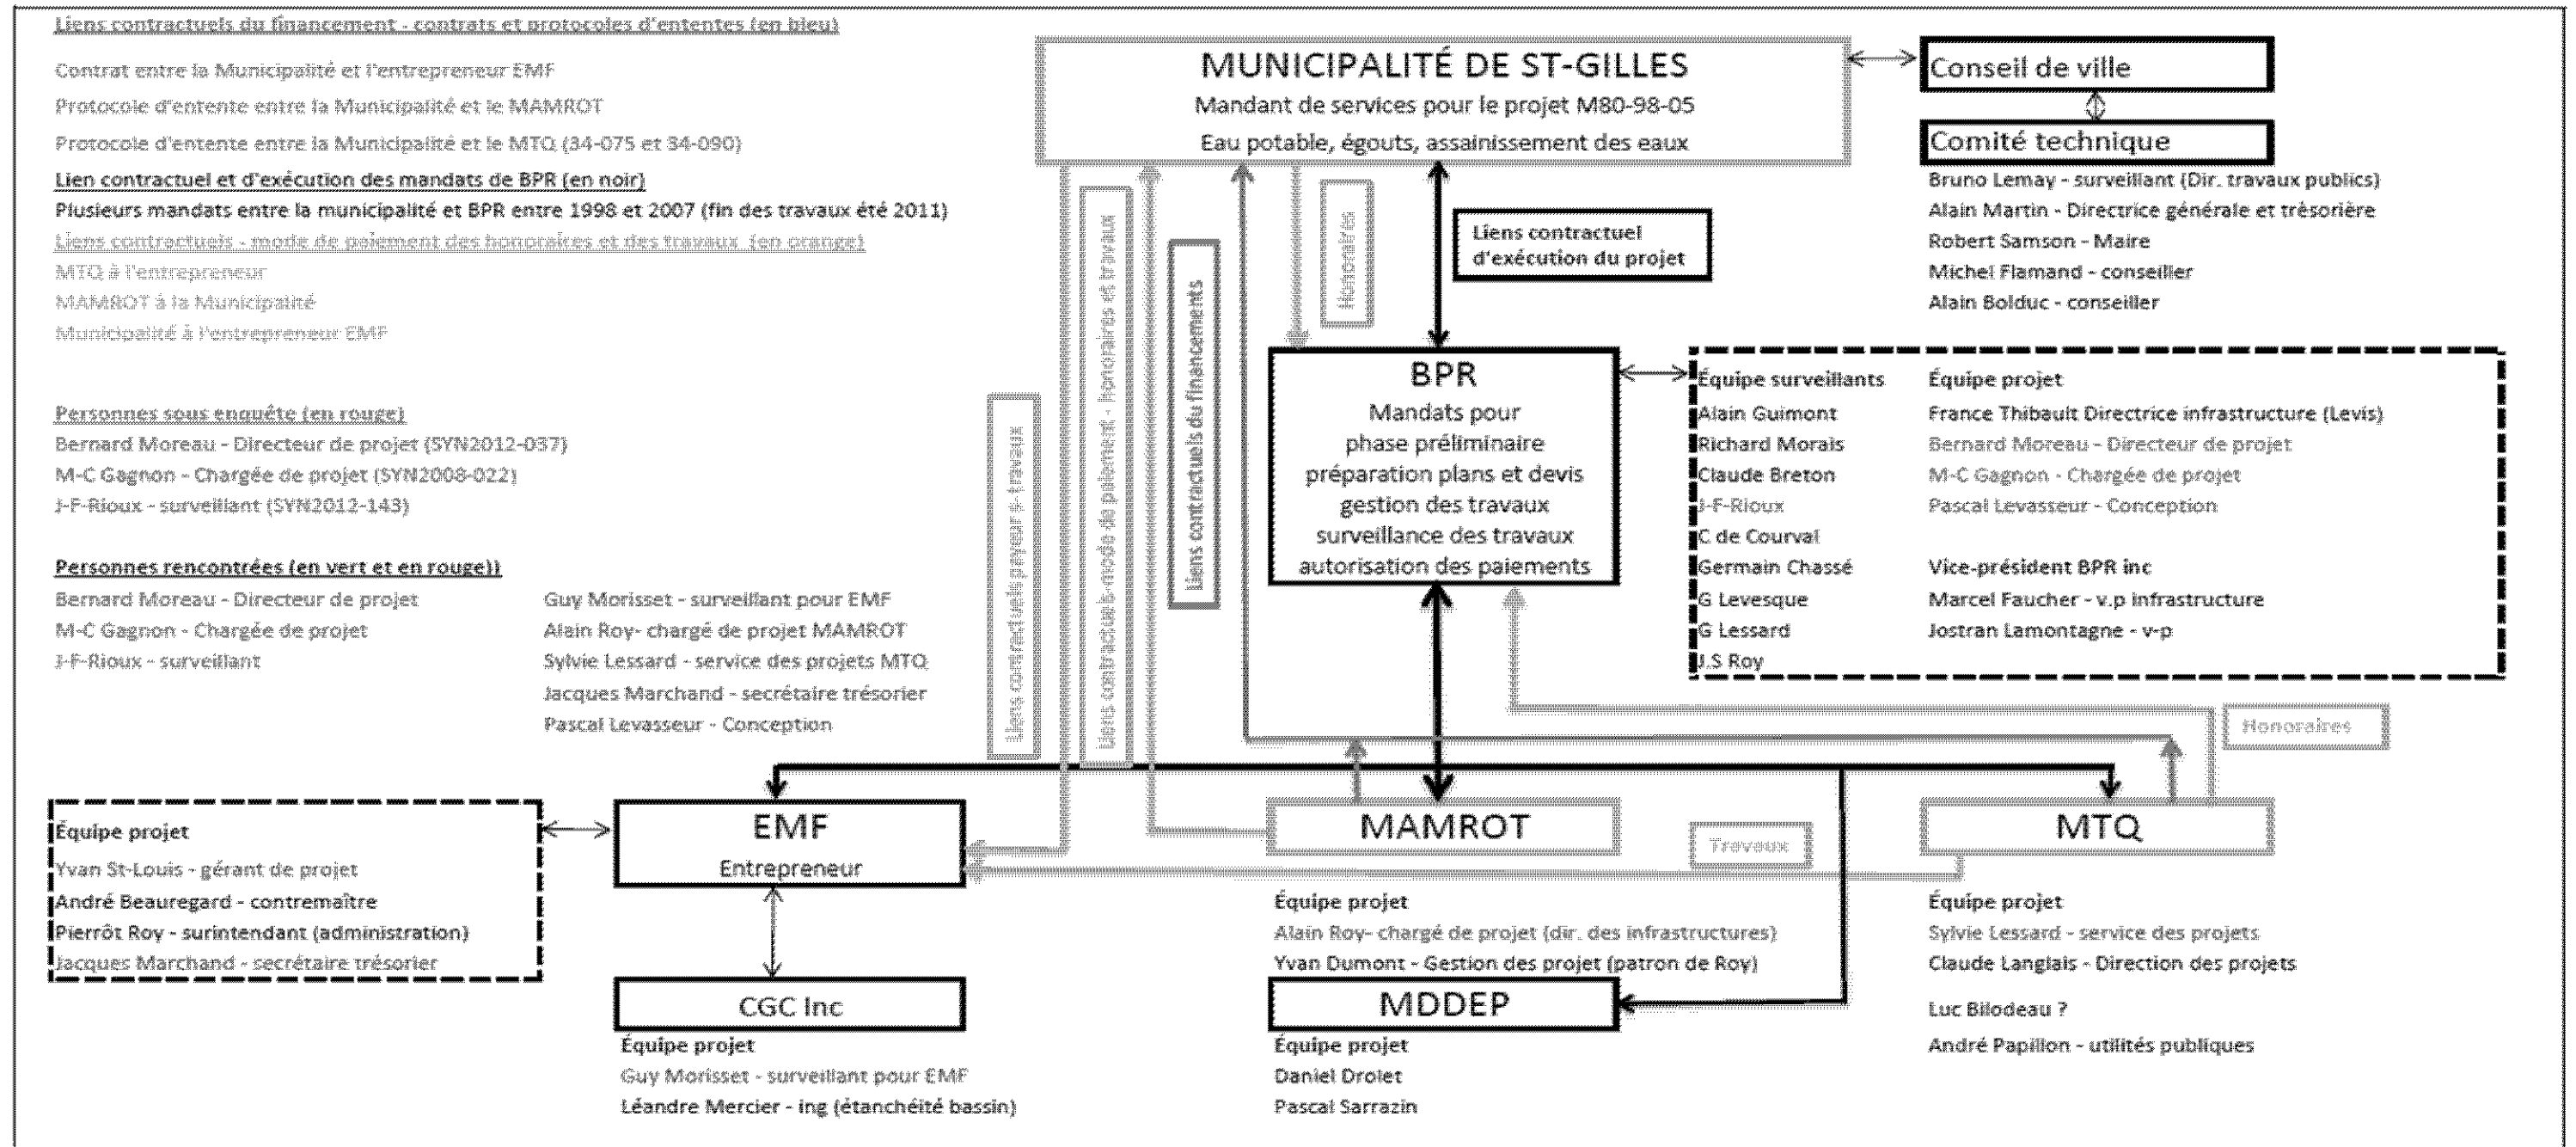 Liens contractuels du financement - contrats et protocoles d'ententes (en bleu)
Contrat entre la Municipalité et l'entrepreneur EMF
Protocole d'entente entre la Municipalité et le MAMROT
Protocole d'entente entre la Municipalité et le MTQ (34-075 et 34-090)
Lien contractuel et d'exécution des mandats de BPR (en noir)
Plusieurs mandats entre la municipalité et BPR entre 1998 et 2007 (fin des travaux été 2011)
Liens contractuels - mode de paiement des honoraires et des travaux (en orange)
MTQ à l'entrepreneur
MAMROT à la Municipalité
Municipalité à l'entrepreneur EMF
Personnes sous enquête (en rouge)
Bernard Moreau - Directeur de projet (SYN2012-037)
M-C Gagnon - Chargée de projet (SYN2008-022)
J-F-Rioux - surveillant (SYN2012-143)
Personnes rencontrées (en vert et en rouge))
Bernard Moreau - Directeur de projet
M-C Gagnon - Chargée de projet
J-F-Rioux - surveillant
Guy Morisset - surveillant pour EMF
Alain Roy- chargé de projet MAMROT
Sylvie Lessard - service des projets MTQ
Jacques Marchand - secrétaire trésorier
Pascal Levasseur - Conception
MUNICIPALITÉ DE ST-GILLES
Mandant de services pour le projet M80-98-05
Eau potable, égouts, assainissement des eaux
Conseil de ville
Comité technique
Bruno Lemay - surveillant (Dir. travaux publics)
Alain Martin - Directrice générale et trèsorière
Robert Samson - Maire
Michel Flamand - conseiller
Alain Bolduc - conseiller
Liens contractuels payeur - travaux
Liens contractuels-mode de paiement - honoraires et travaux
Liens contractuels du financements
Honoraires
Liens contractuel
d'exécution du projet
BPR
Mandats pour
phase préliminaire
préparation plans et devis
gestion des travaux
surveillance des travaux
autorisation des paiements
Équipe surveillants
Alain Guimont
Richard Morais
Claude Breton
J-F-Rioux
C de Courval
Germain Chassé
G Levesque
G Lessard
J.S Roy
Équipe projet
France Thibault Directrice infrastructure (Levis)
Bernard Moreau - Directeur de projet
M-C Gagnon - Chargée de projet
Pascal Levasseur - Conception
Vice-président BPR inc
Marcel Faucher - v.p infrastructure
Jostran Lamontagne - v-p
Honoraires
Équipe projet
Yvan St-Louis - gérant de projet
André Beauregard - contremaître
Pierrôt Roy - surintendant (administration)
Jacques Marchand - secrétaire trésorier
EMF
Entrepreneur
CGC Inc
Équipe projet
Guy Morisset - surveillant pour EMF
Léandre Mercier - ing (étanchéité bassin)
MAMROT
Travaux
Équipe projet
Alain Roy- chargé de projet (dir. des infrastructures)
Yvan Dumont - Gestion des projet (patron de Roy)
MDDEP
Équipe projet
Daniel Drolet
Pascal Sarrazin
MTQ
Équipe projet
Sylvie Lessard - service des projets
Claude Langlais - Direction des projets
Luc Bilodeau ?
André Papillon - utilités publiques